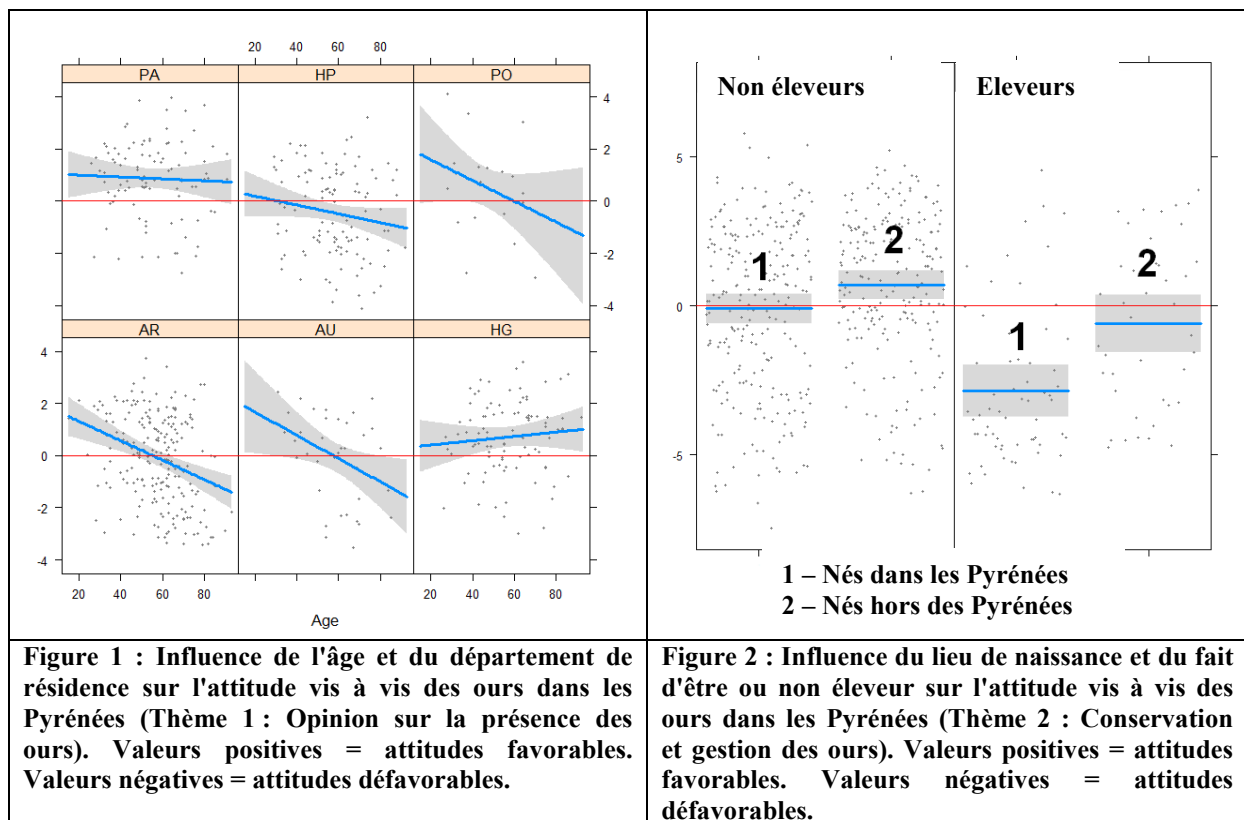 20 40 60 80
PA HP PO
4
2
0
-2
-4
AR AU HG
4
2
0
-2
-4
20 40 60 80 20 40 60 80
Age
Non éleveurs Eleveurs
5
0
-5
1
2
1
2
1 – Nés dans les Pyrénées
2 – Nés hors des Pyrénées
Figure 1 : Influence de l'âge et du département de
résidence sur l'attitude vis à vis des ours dans les
Pyrénées (Thème 1 : Opinion sur la présence des
ours). Valeurs positives = attitudes favorables.
Valeurs négatives = attitudes défavorables.
Figure 2 : Influence du lieu de naissance et du fait
d'être ou non éleveur sur l'attitude vis à vis des
ours dans les Pyrénées (Thème 2 : Conservation
et gestion des ours). Valeurs positives = attitudes
favorables. Valeurs négatives = attitudes
défavorables.